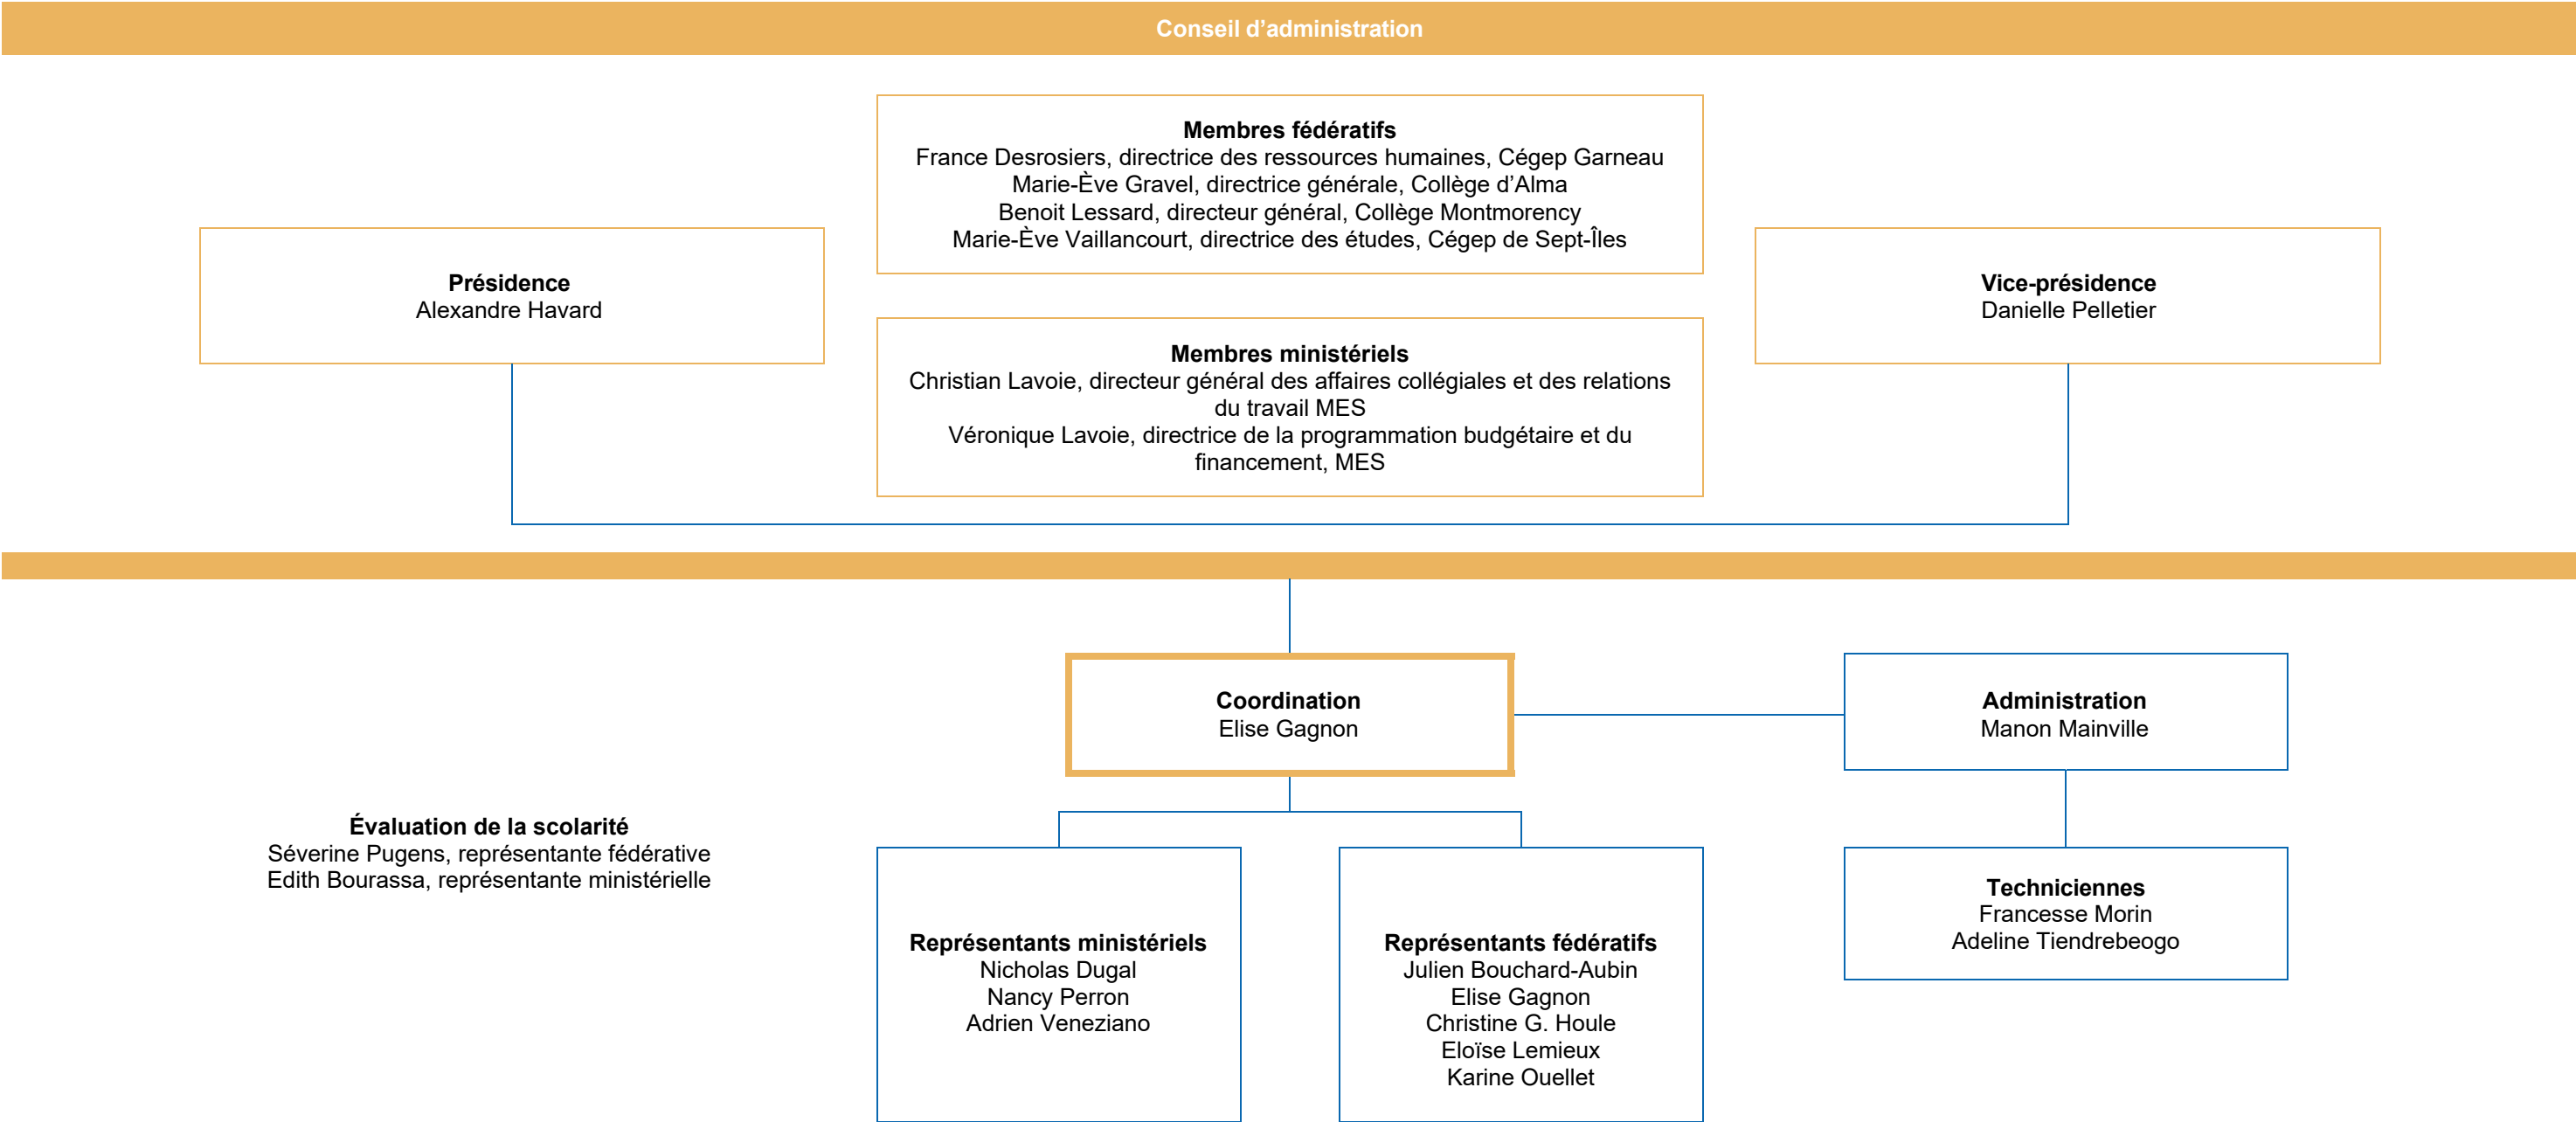 Conseil d'administration
Membres fédératifs
France Desrosiers, directrice des ressources humaines, Cégep Garneau
Marie-Ève Gravel, directrice générale, Collège d'Alma
Benoit Lessard, directeur général, Collège Montmorency
Marie-Ève Vaillancourt, directrice des études, Cégep de Sept-Îles
Présidence
Alexandre Havard
Vice-présidence
Danielle Pelletier
Membres ministériels
Christian Lavoie, directeur général des affaires collégiales et des relations
du travail MES
Véronique Lavoie, directrice de la programmation budgétaire et du
financement, MES
Coordination
Elise Gagnon
Administration
Manon Mainville
Évaluation de la scolarité
Séverine Pugens, représentante fédérative
Edith Bourassa, représentante ministérielle
Représentants ministériels
Nicholas Dugal
Nancy Perron
Adrien Veneziano
Représentants fédératifs
Julien Bouchard-Aubin
Elise Gagnon
Christine G. Houle
Eloïse Lemieux
Karine Ouellet
Techniciennes
Francesse Morin
Adeline Tiendrebeogo